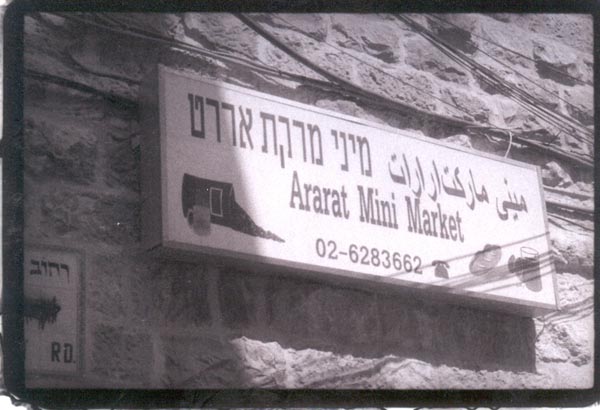 מיני מרקת אררט
ميني ماركت ارارات
Ararat Mini Market
02-6283662
רחוב
RD.